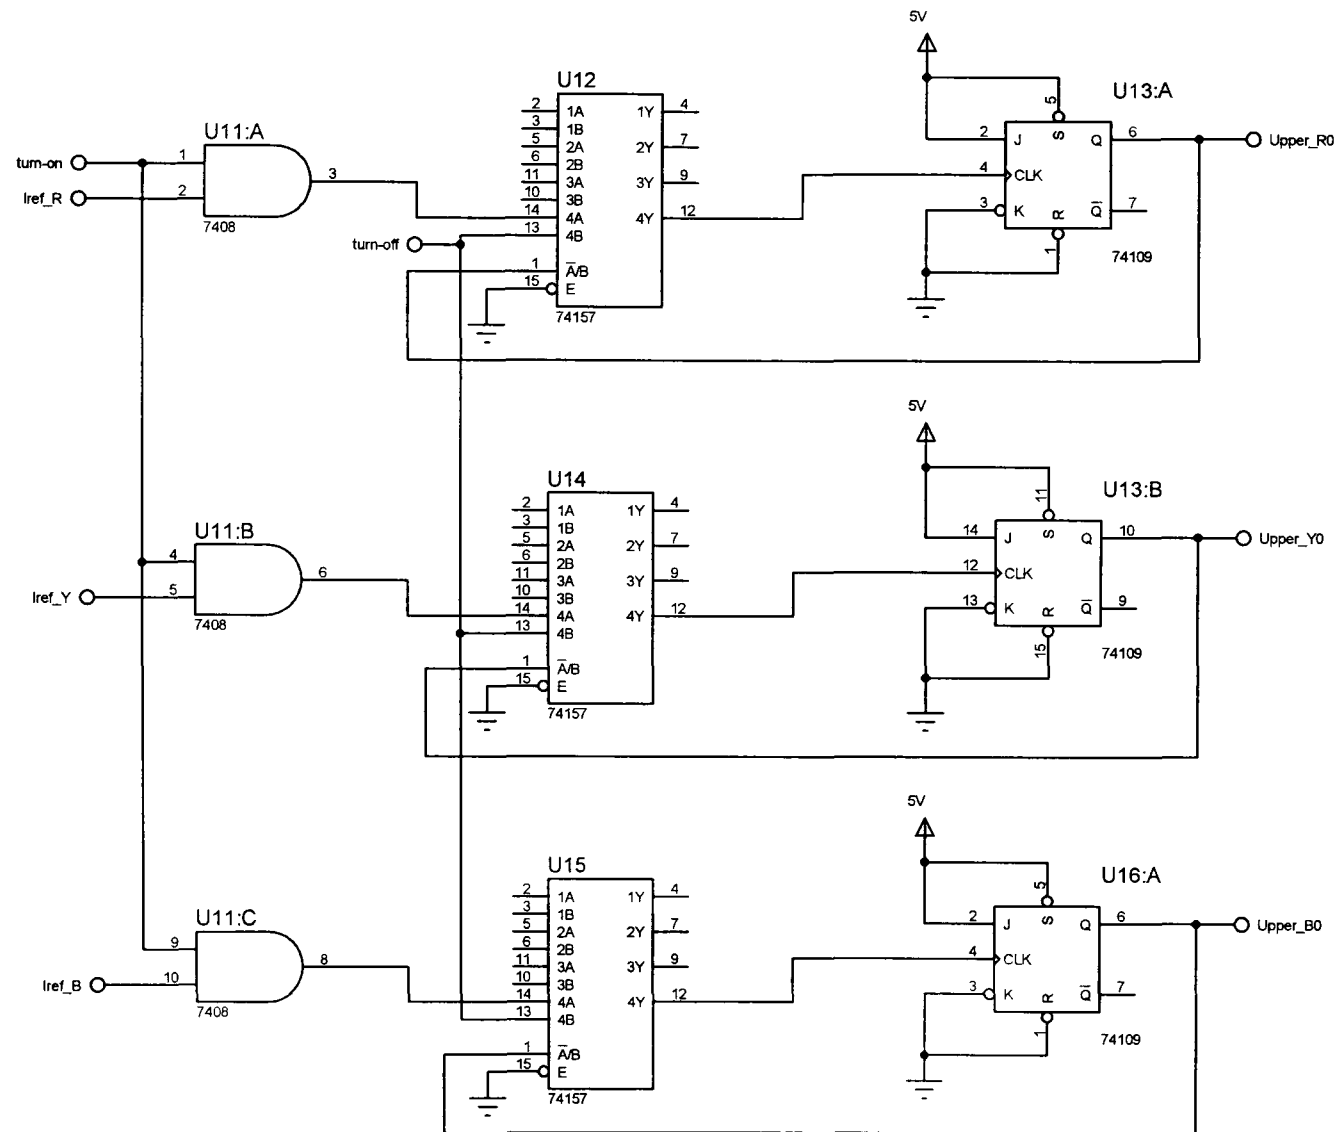 5V
U12
U13:A
5
2 1A 1Y 4
3 1B
U11:A
5 2A 2Y 7
2 J S Q 6
Upper_R0
turn-on
1
6 2B
3
11 3A 3Y 9
4 CLK
Iref_R
2
10 3B
7408
14 4A 4Y 12
3 K R Q 7
turn-off
13 4B
1
74109
1 A/B
15 E
74157
5V
U14
U13:B
11
2 1A 1Y 4
3 1B
U11:B
5 2A 2Y 7
14 J S Q 10
Upper_Y0
4
6 2B
6
11 3A 3Y 9
12 CLK
Iref_Y
5
10 3B
7408
14 4A 4Y 12
13 K R Q 9
13 4B
15
74109
1 A/B
15 E
74157
5V
U15
U16:A
5
2 1A 1Y 4
3 1B
U11:C
5 2A 2Y 7
2 J S Q 6
Upper_B0
9
6 2B
8
11 3A 3Y 9
4 CLK
Iref_B
10
10 3B
7408
14 4A 4Y 12
3 K R Q 7
13 4B
1
74109
1 A/B
15 E
74157